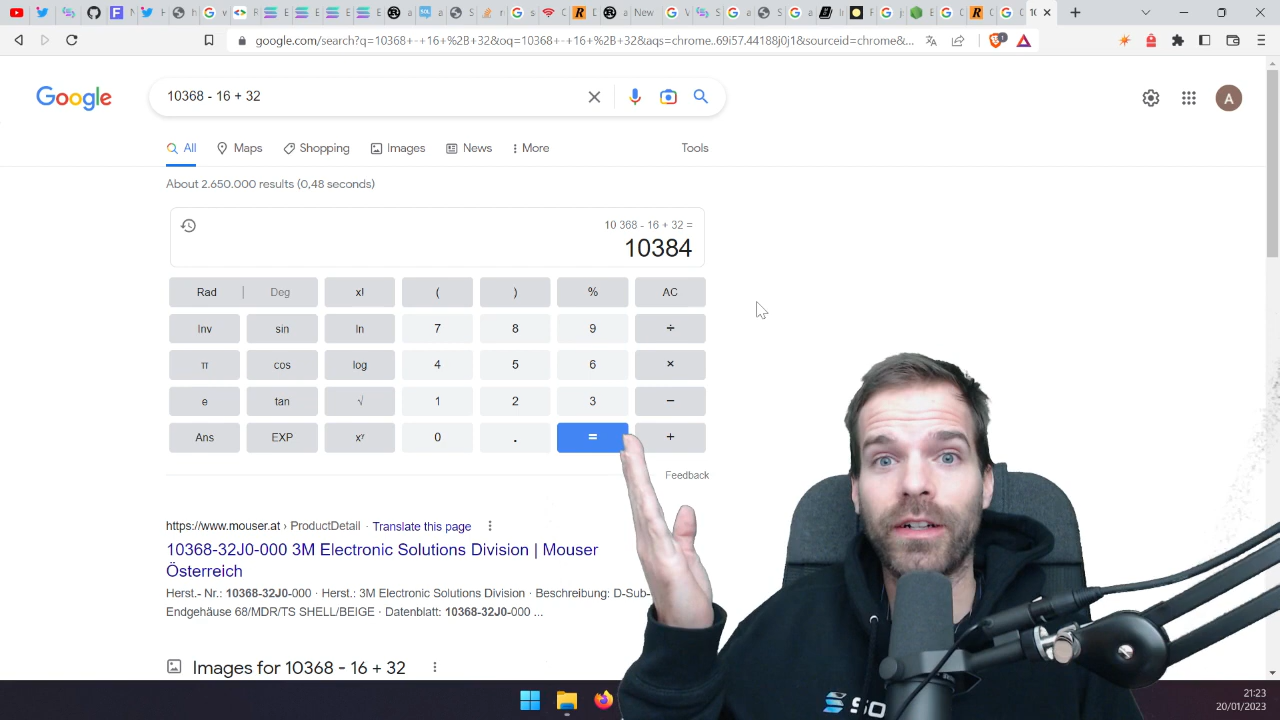 New
google.com/search?q=10368+-+16+%2B+32&oq=10368+-+16+%2B+32&aqs=chrome..69i57.44188j0j1&sourceid=chrome&...
1
Google
10368 - 16 + 32
A
All
Maps
Shopping
Images
News
More
Tools
About 2.650.000 results (0,48 seconds)
10 368 - 16 + 32 =
10384
Rad | Deg x! ( ) % AC
Inv sin ln 7 8 9 ÷
π cos log 4 5 6 ×
e tan √ 1 2 3 −
Ans EXP xʸ 0 . = +
Feedback
https://www.mouser.at › ProductDetail · Translate this page
10368-32J0-000 3M Electronic Solutions Division | Mouser
Österreich
Herst.- Nr.: 10368-32J0-000 · Herst.: 3M Electronic Solutions Division · Beschreibung: D-Sub-
Endgehäuse 68/MDR/TS SHELL/BEIGE · Datenblatt: 10368-32J0-000 ...
Images for 10368 - 16 + 32
SO
21:23
20/01/2023